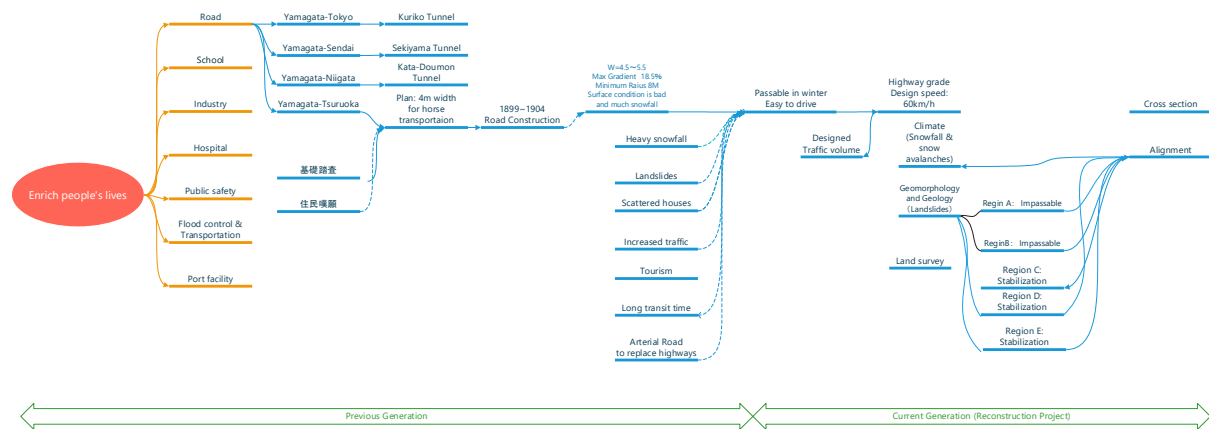 Enrich people's lives
Road
School
Industry
Hospital
Public safety
Flood control &
Transportation
Port facility
Yamagata-Tokyo
Yamagata-Sendai
Yamagata-Niigata
Yamagata-Tsuruoka
基礎踏査
住民嘆願
Kuriko Tunnel
Sekiyama Tunnel
Kata-Doumon
Tunnel
Plan: 4m width
for horse
transportaion
1899~1904
Road Construction
W=4.5~5.5
Max Gradient 18.5%
Minimum Raius 8M
Surface condition is bad
and much snowfall
Heavy snowfall
Landslides
Scattered houses
Increased traffic
Tourism
Long transit time
Arterial Road
to replace highways
Passable in winter
Easy to drive
Designed
Traffic volume
Highway grade
Design speed:
60km/h
Climate
(Snowfall &
snow
avalanches)
Geomorphology
and Geology
(Landslides)
Land survey
Regin A: Impassable
ReginB: Impassable
Region C:
Stabilization
Region D:
Stabilization
Region E:
Stabilization
Cross section
Alignment
Previous Generation
Current Generation (Reconstruction Project)